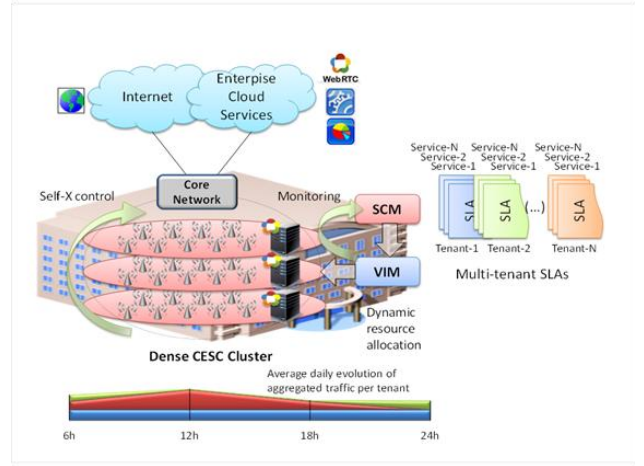 Internet
Enterpise
Cloud
Services
WebRTC
Core
Network
Self-X control
Monitoring
SCM
VIM
Dynamic
resource
allocation
Service-N
Service-2
Service-1
SLA
Tenant-1
Service-N
Service-2
Service-1
SLA
Tenant-2
(...)
Service-N
Service-2
Service-1
SLA
Tenant-N
Multi-tenant SLAs
Dense CESC Cluster
Average daily evolution of
aggregated traffic per tenant
6h
12h
18h
24h